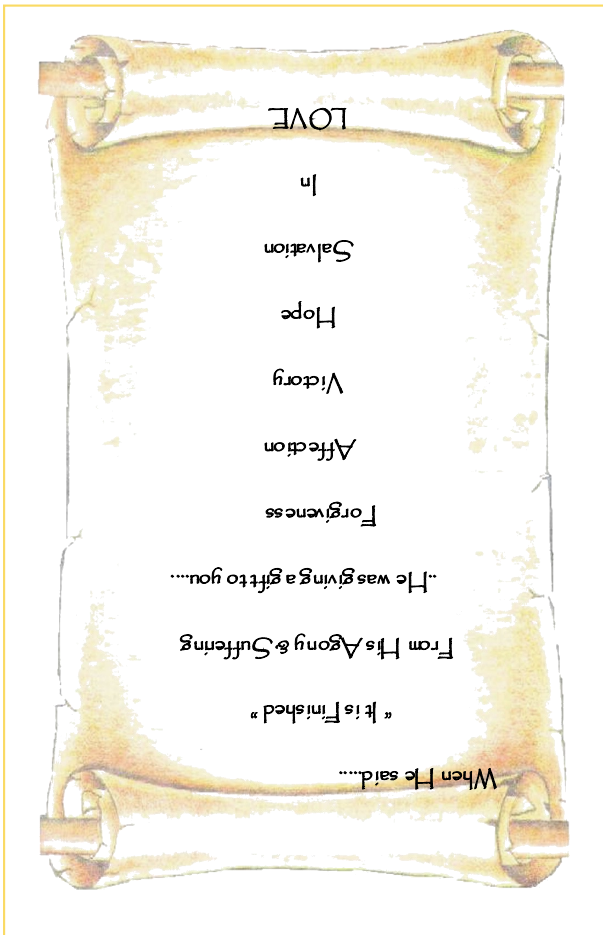 When He said.....
" It is Finished "
From His Agony & Suffering
..He was giving a gift to you.....
Forgiveness
Affection
Victory
Hope
Salvation
In
LOVE